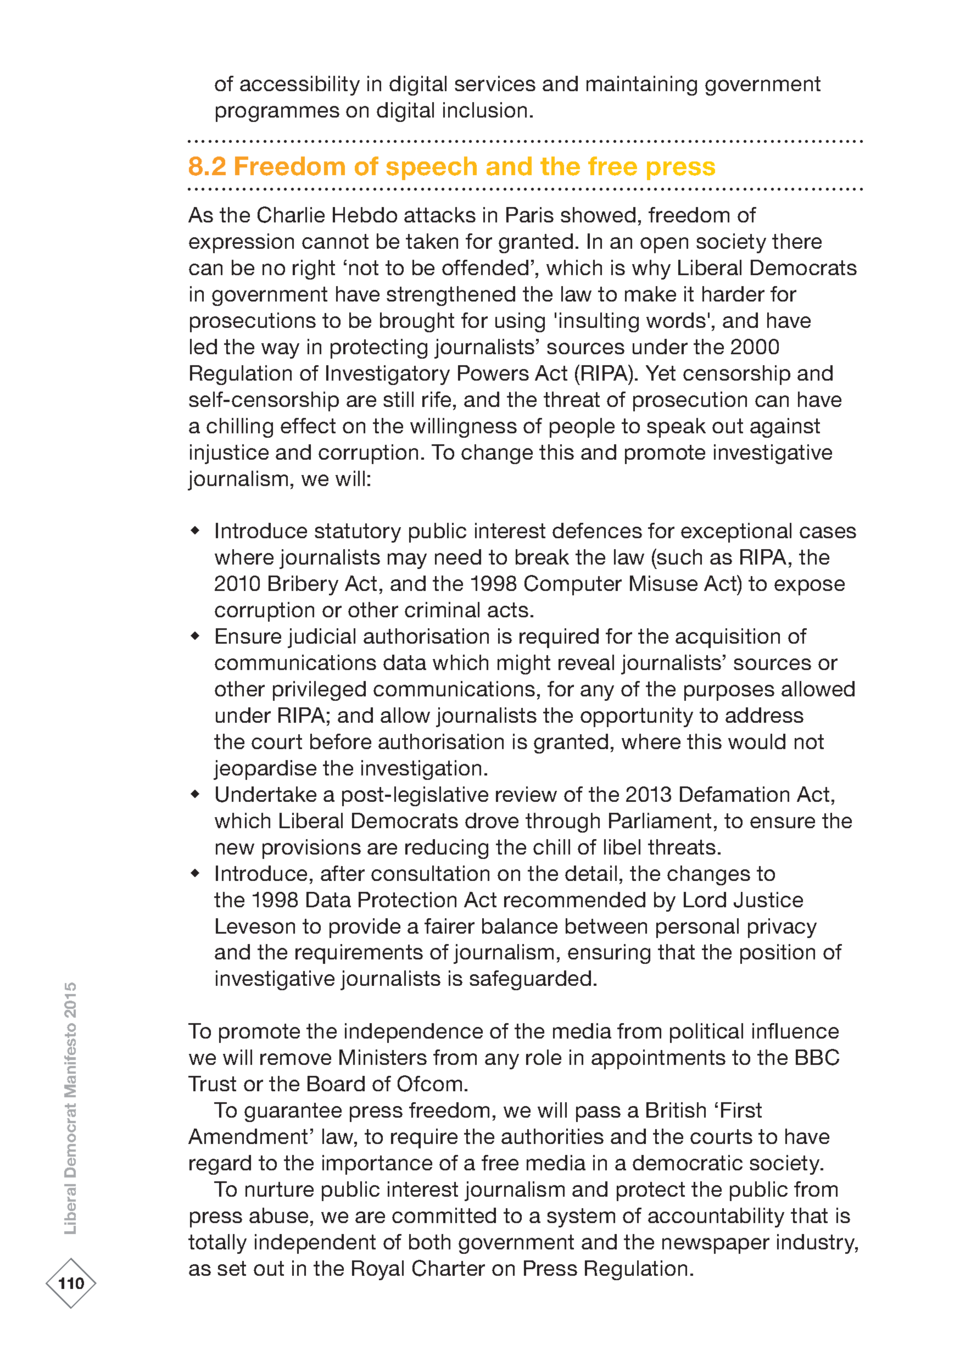 of accessibility in digital services and maintaining government
programmes on digital inclusion.
8.2 Freedom of speech and the free press
As the Charlie Hebdo attacks in Paris showed, freedom of
expression cannot be taken for granted. In an open society there
can be no right ‘not to be offended’, which is why Liberal Democrats
in government have strengthened the law to make it harder for
prosecutions to be brought for using 'insulting words', and have
led the way in protecting journalists’ sources under the 2000
Regulation of Investigatory Powers Act (RIPA). Yet censorship and
self-censorship are still rife, and the threat of prosecution can have
a chilling effect on the willingness of people to speak out against
injustice and corruption. To change this and promote investigative
journalism, we will:
◆ Introduce statutory public interest defences for exceptional cases
where journalists may need to break the law (such as RIPA, the
2010 Bribery Act, and the 1998 Computer Misuse Act) to expose
corruption or other criminal acts.
◆ Ensure judicial authorisation is required for the acquisition of
communications data which might reveal journalists’ sources or
other privileged communications, for any of the purposes allowed
under RIPA; and allow journalists the opportunity to address
the court before authorisation is granted, where this would not
jeopardise the investigation.
◆ Undertake a post-legislative review of the 2013 Defamation Act,
which Liberal Democrats drove through Parliament, to ensure the
new provisions are reducing the chill of libel threats.
◆ Introduce, after consultation on the detail, the changes to
the 1998 Data Protection Act recommended by Lord Justice
Leveson to provide a fairer balance between personal privacy
and the requirements of journalism, ensuring that the position of
investigative journalists is safeguarded.
To promote the independence of the media from political influence
we will remove Ministers from any role in appointments to the BBC
Trust or the Board of Ofcom.
To guarantee press freedom, we will pass a British ‘First
Amendment’ law, to require the authorities and the courts to have
regard to the importance of a free media in a democratic society.
To nurture public interest journalism and protect the public from
press abuse, we are committed to a system of accountability that is
totally independent of both government and the newspaper industry,
as set out in the Royal Charter on Press Regulation.
Liberal Democrat Manifesto 2015
110